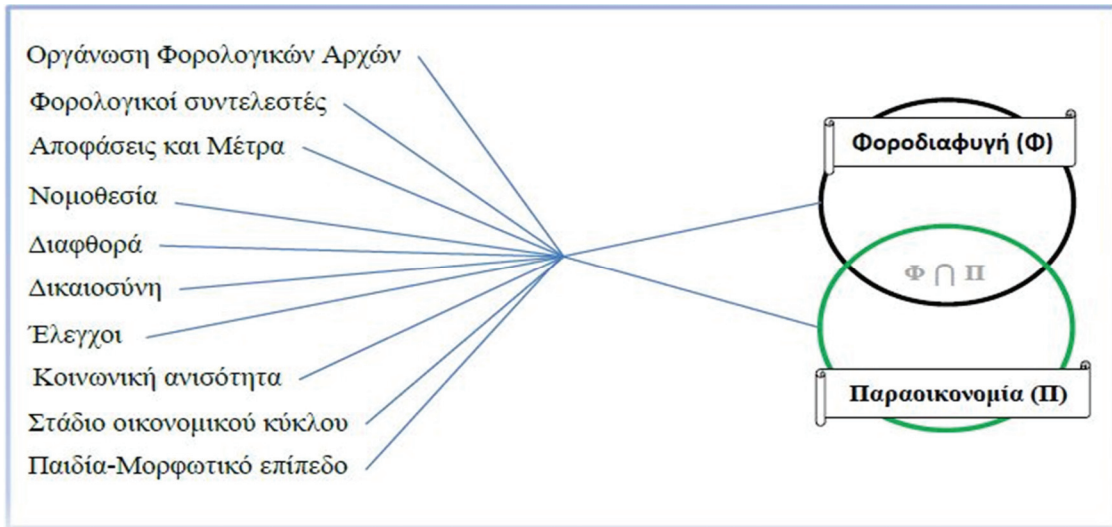 Οργάνωση Φορολογικών Αρχών
Φορολογικοί συντελεστές
Αποφάσεις και Μέτρα
Νομοθεσία
Διαφθορά
Δικαιοσύνη
Έλεγχοι
Κοινωνική ανισότητα
Στάδιο οικονομικού κύκλου
Παιδία-Μορφωτικό επίπεδο
Φοροδιαφυγή (Φ)
Φ ⋂ Π
Παραοικονομία (Π)